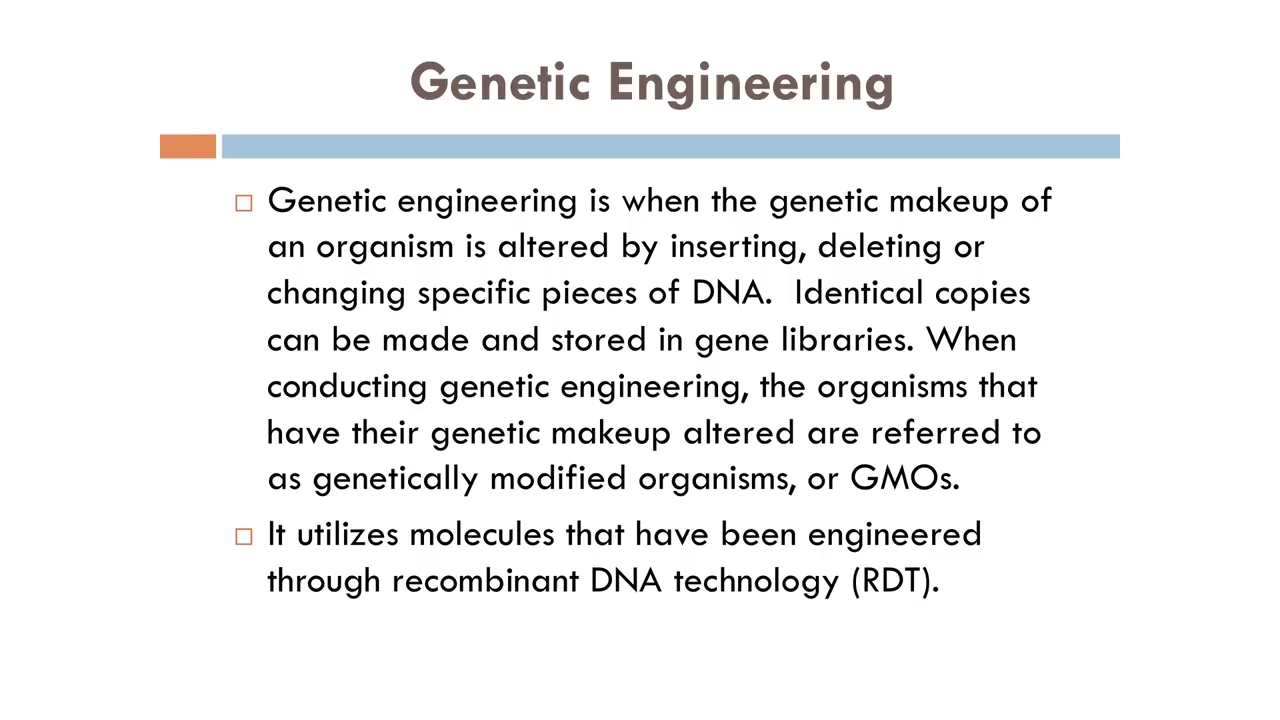 Genetic Engineering
Genetic engineering is when the genetic makeup of
an organism is altered by inserting, deleting or
changing specific pieces of DNA.  Identical copies
can be made and stored in gene libraries. When
conducting genetic engineering, the organisms that
have their genetic makeup altered are referred to
as genetically modified organisms, or GMOs.
It utilizes molecules that have been engineered
through recombinant DNA technology (RDT).